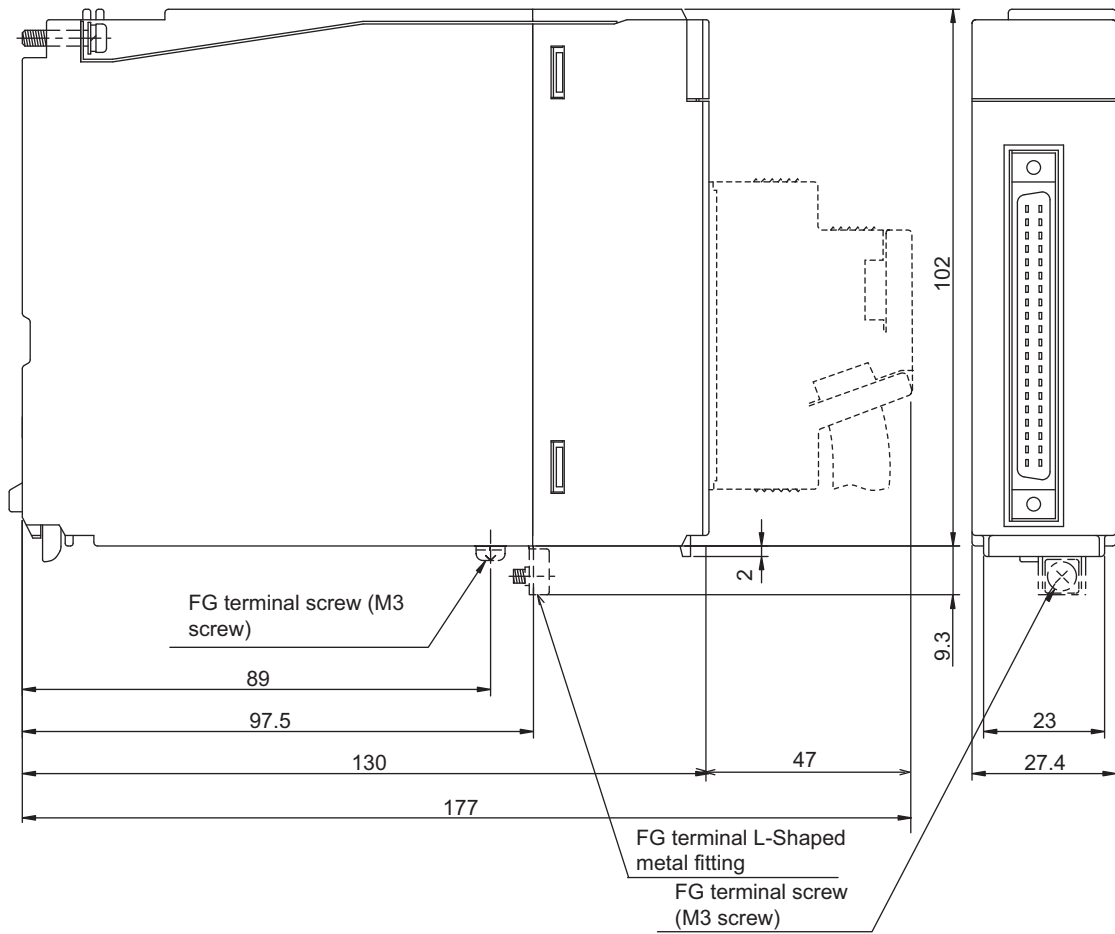 102
2
9.3
FG terminal screw (M3
screw)
89
97.5
130
47
177
23
27.4
FG terminal L-Shaped
metal fitting
FG terminal screw
(M3 screw)